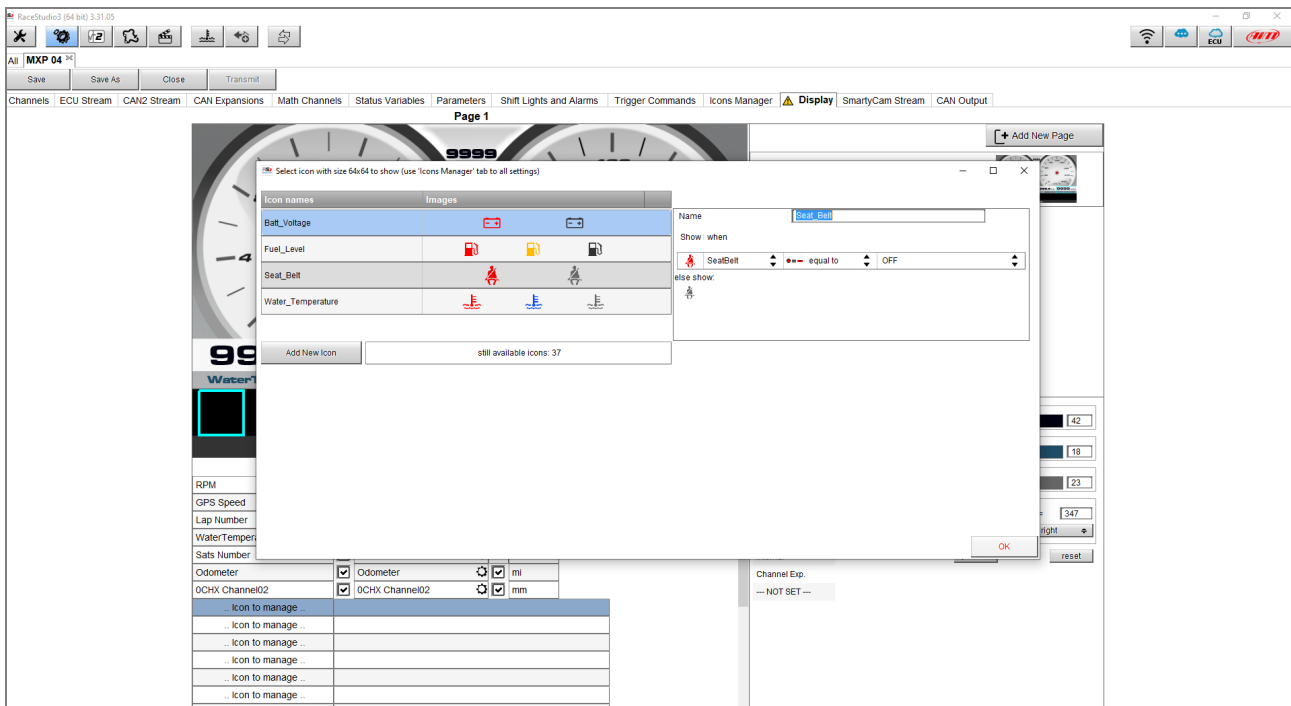 RaceStudio3 (64 bit) 3.31.05
ECU
All MXP 04
Save Save As Close Transmit
Channels ECU Stream CAN2 Stream CAN Expansions Math Channels Status Variables Parameters Shift Lights and Alarms Trigger Commands Icons Manager Display SmartyCam Stream CAN Output
Page 1
Add New Page
9999
Select icon with size 64x64 to show (use 'Icons Manager' tab to all settings)
Icon names Images
Batt_Voltage
Fuel_Level
Seat_Belt
Water_Temperature
Add New Icon still available icons: 37
Name Seat_Belt
Show when
SeatBelt equal to OFF
else show:
OK
4
42
18
23
347
right
reset
RPM
GPS Speed
Lap Number
Sats Number
Odometer Odometer mi
0CHX Channel02 0CHX Channel02 mm
.. Icon to manage ..
.. Icon to manage ..
.. Icon to manage ..
.. Icon to manage ..
.. Icon to manage ..
.. Icon to manage ..
Channel Exp.
--- NOT SET ---